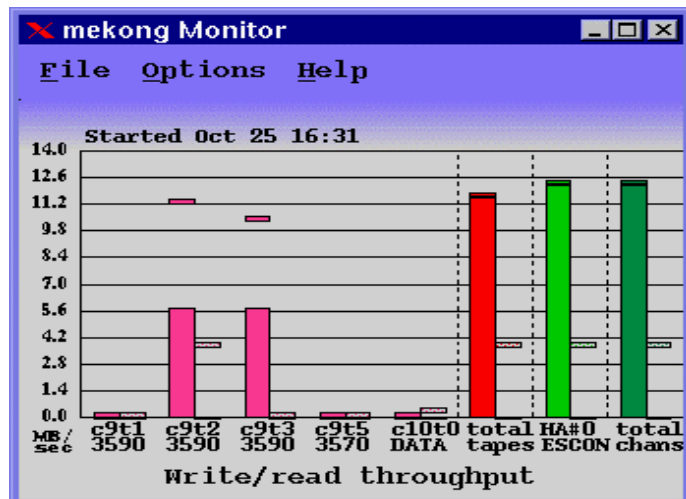 mekong Monitor
File Options Help
Started Oct 25 16:31
14.0
12.6
11.2
9.8
8.4
7.0
5.6
4.2
2.8
1.4
0.0
MB/ c9t1 c9t2 c9t3 c9t5 c10t0 total HA#0 total
sec 3590 3590 3590 3570 DATA tapes ESCON chans
Write/read throughput